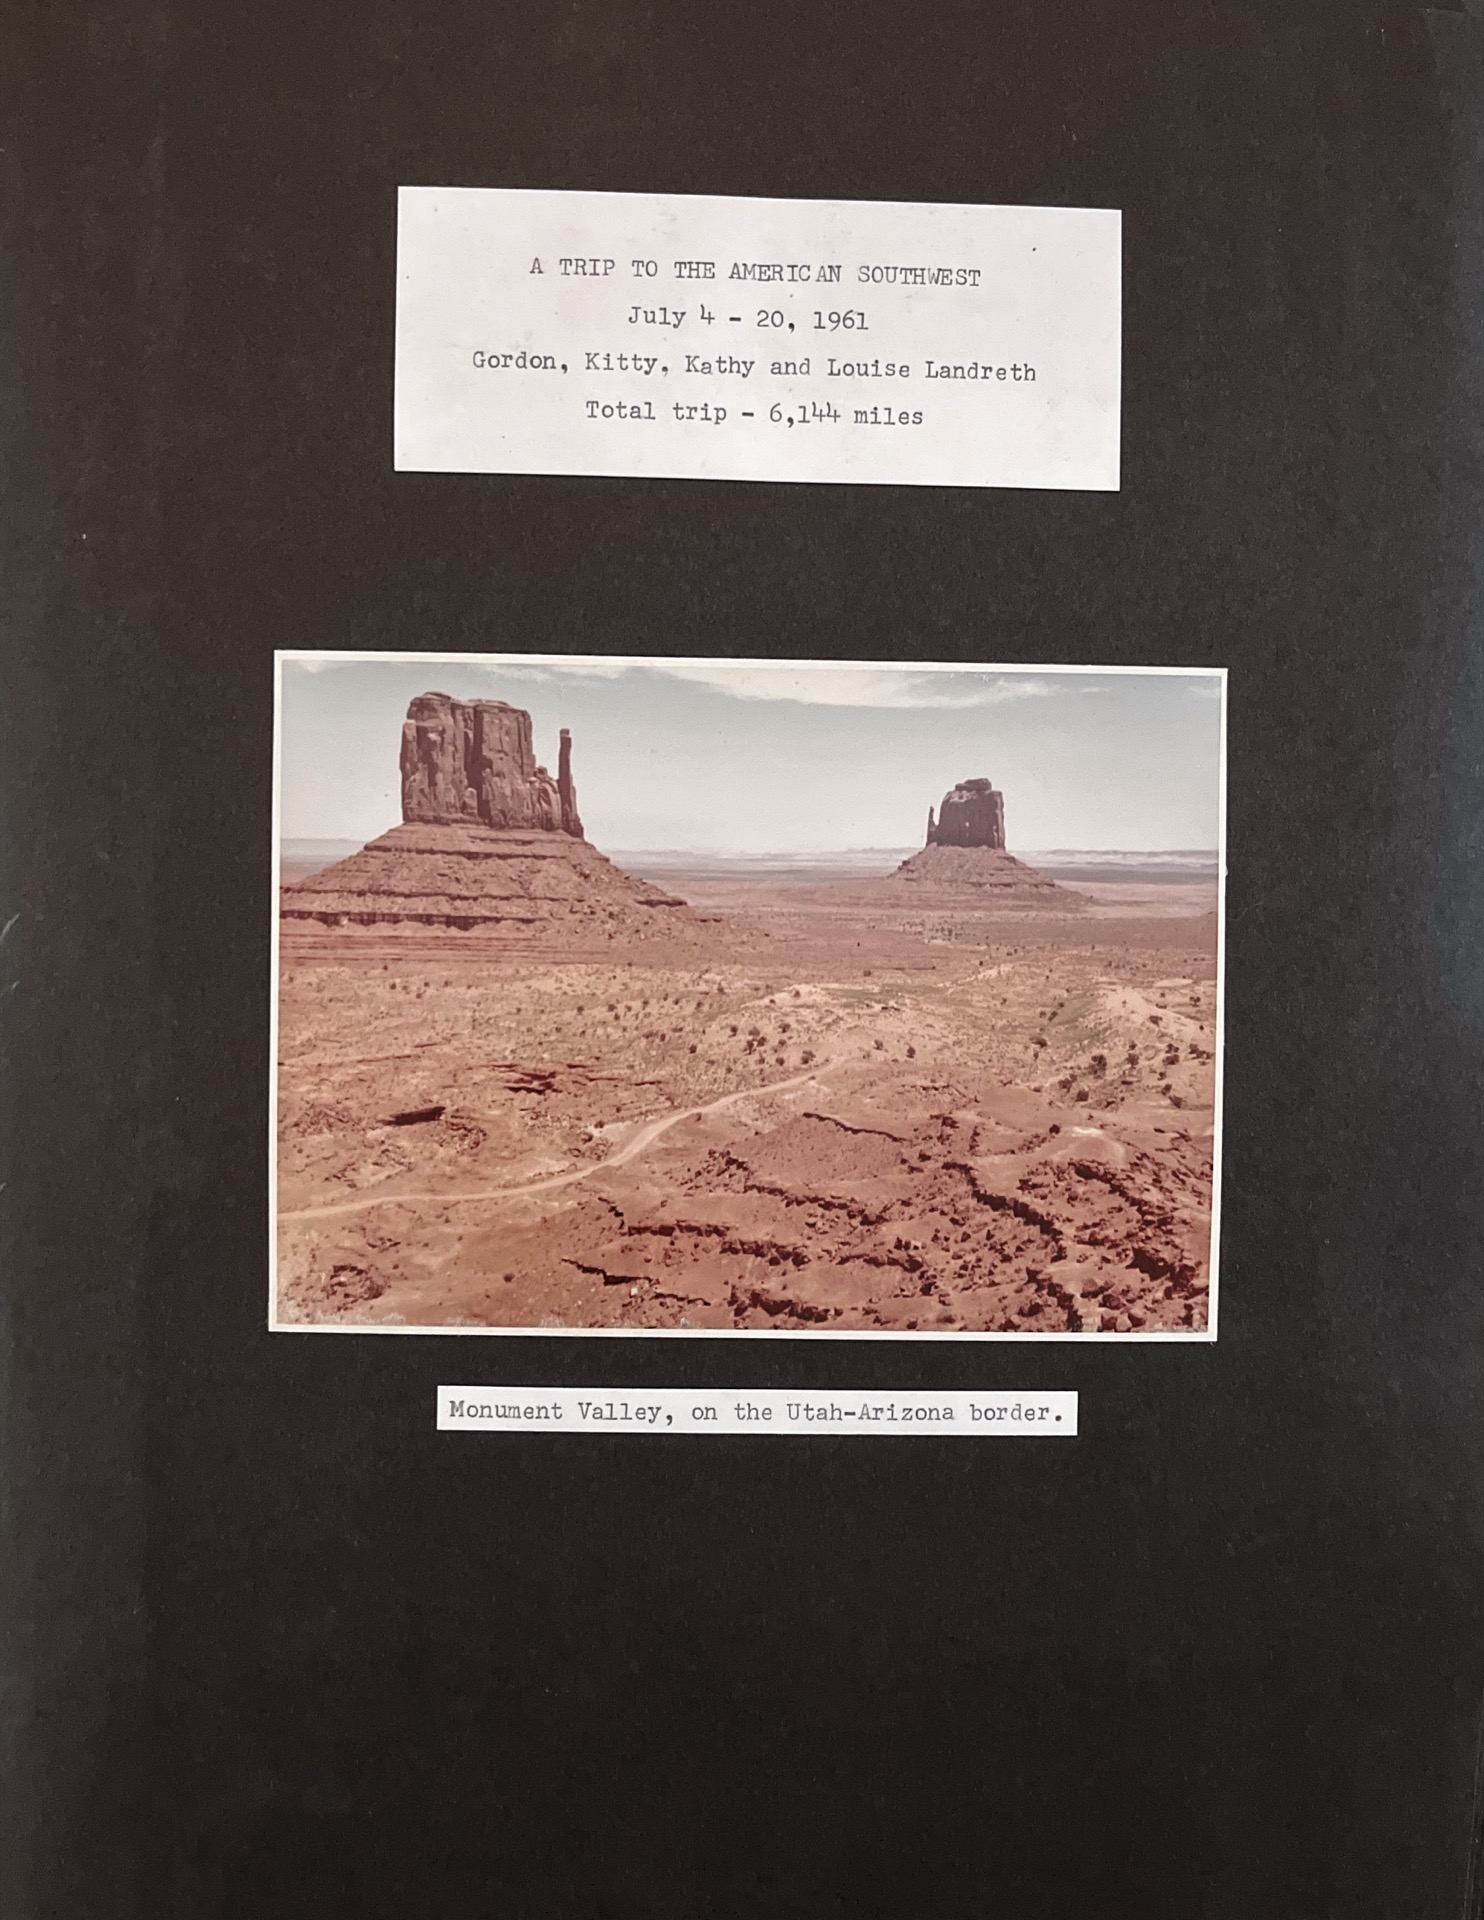 A TRIP TO THE AMERICAN SOUTHWEST
July 4 - 20, 1961
Gordon, Kitty, Kathy and Louise Landreth
Total trip - 6,144 miles
Monument Valley, on the Utah-Arizona border.